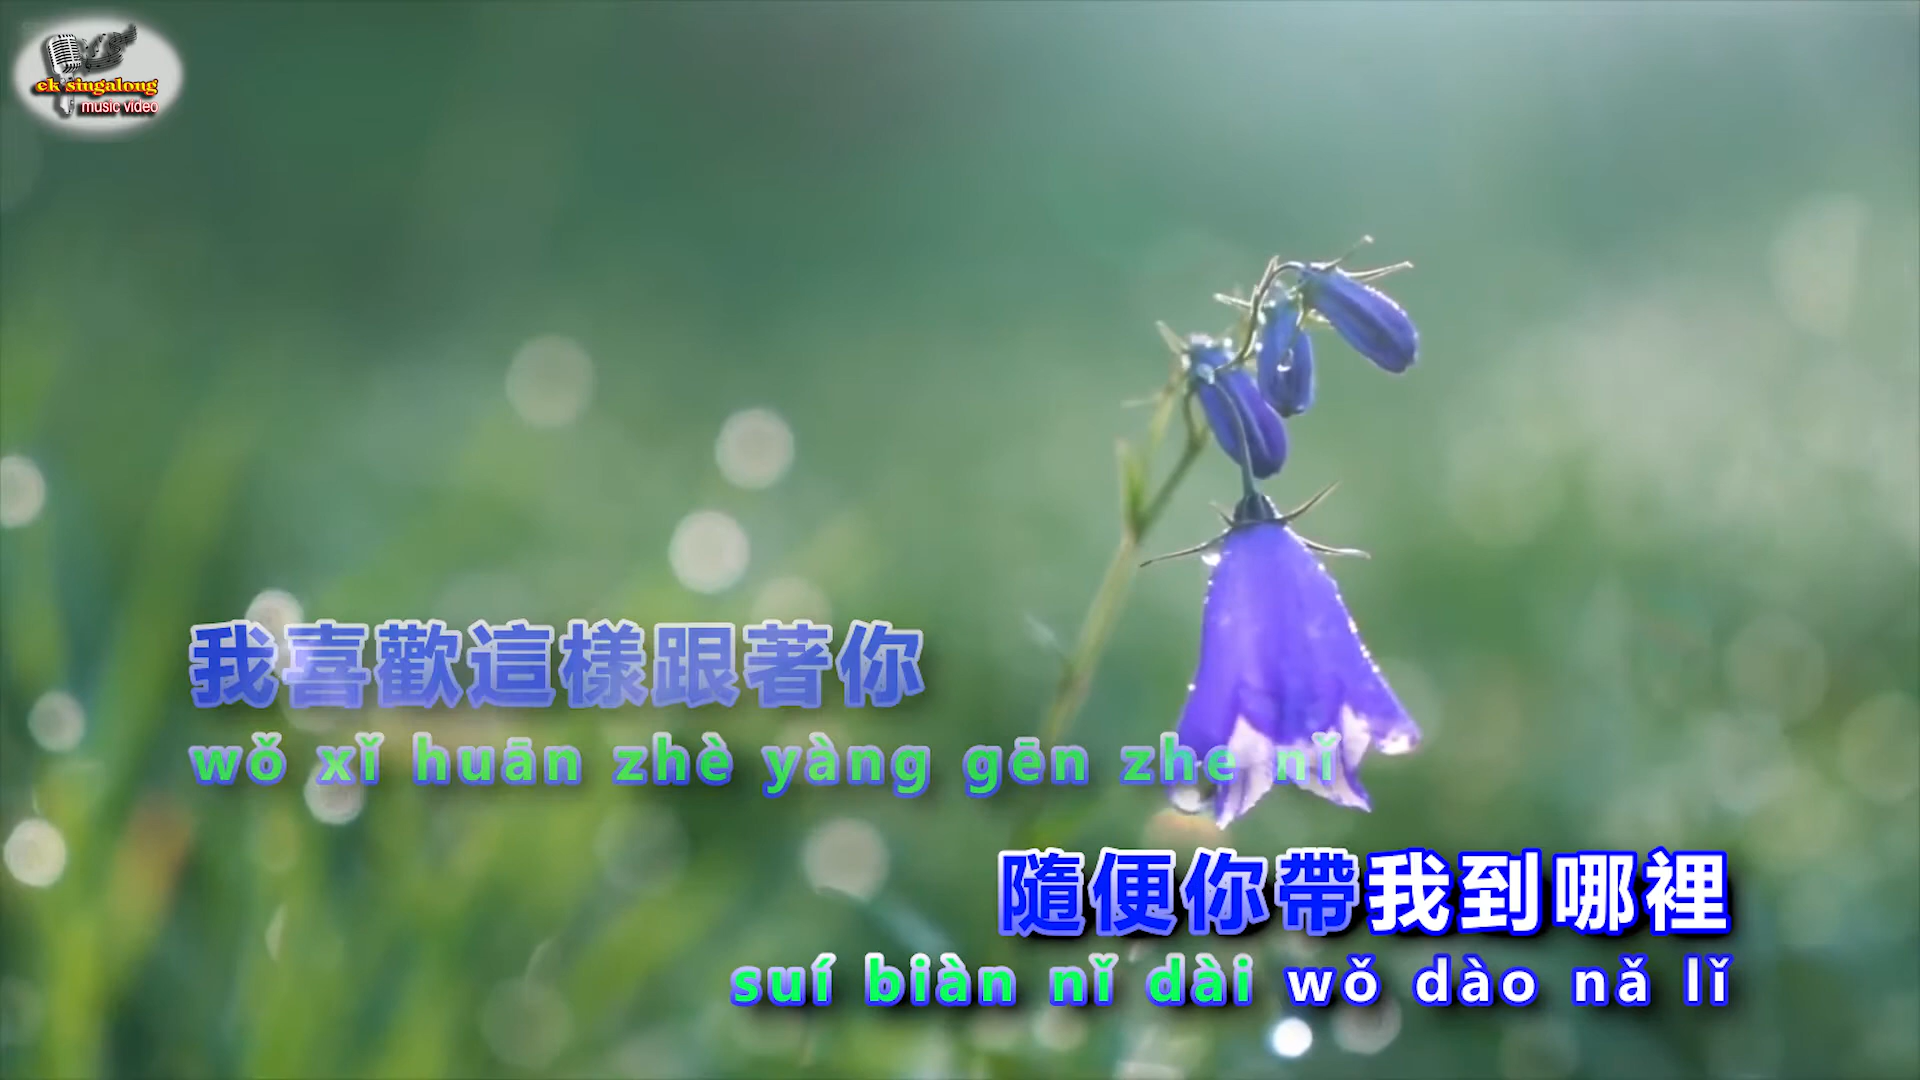 ck singalong
music video
我喜歡這樣跟著你
wǒ xǐ huān zhè yàng gēn zhe nǐ
隨便你帶我到哪裡
suí biàn nǐ dài wǒ dào nǎ lǐ